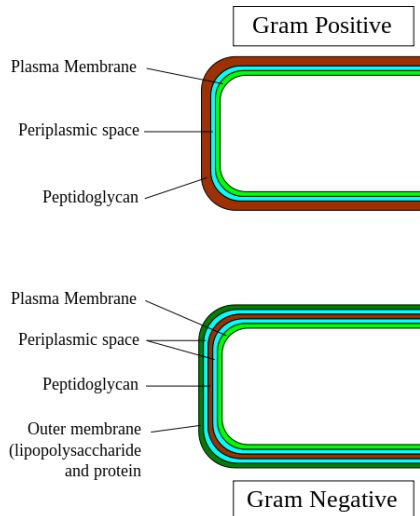 Gram Positive
Plasma Membrane
Periplasmic space
Peptidoglycan
Plasma Membrane
Periplasmic space
Peptidoglycan
Outer membrane
(lipopolysaccharide
and protein
Gram Negative